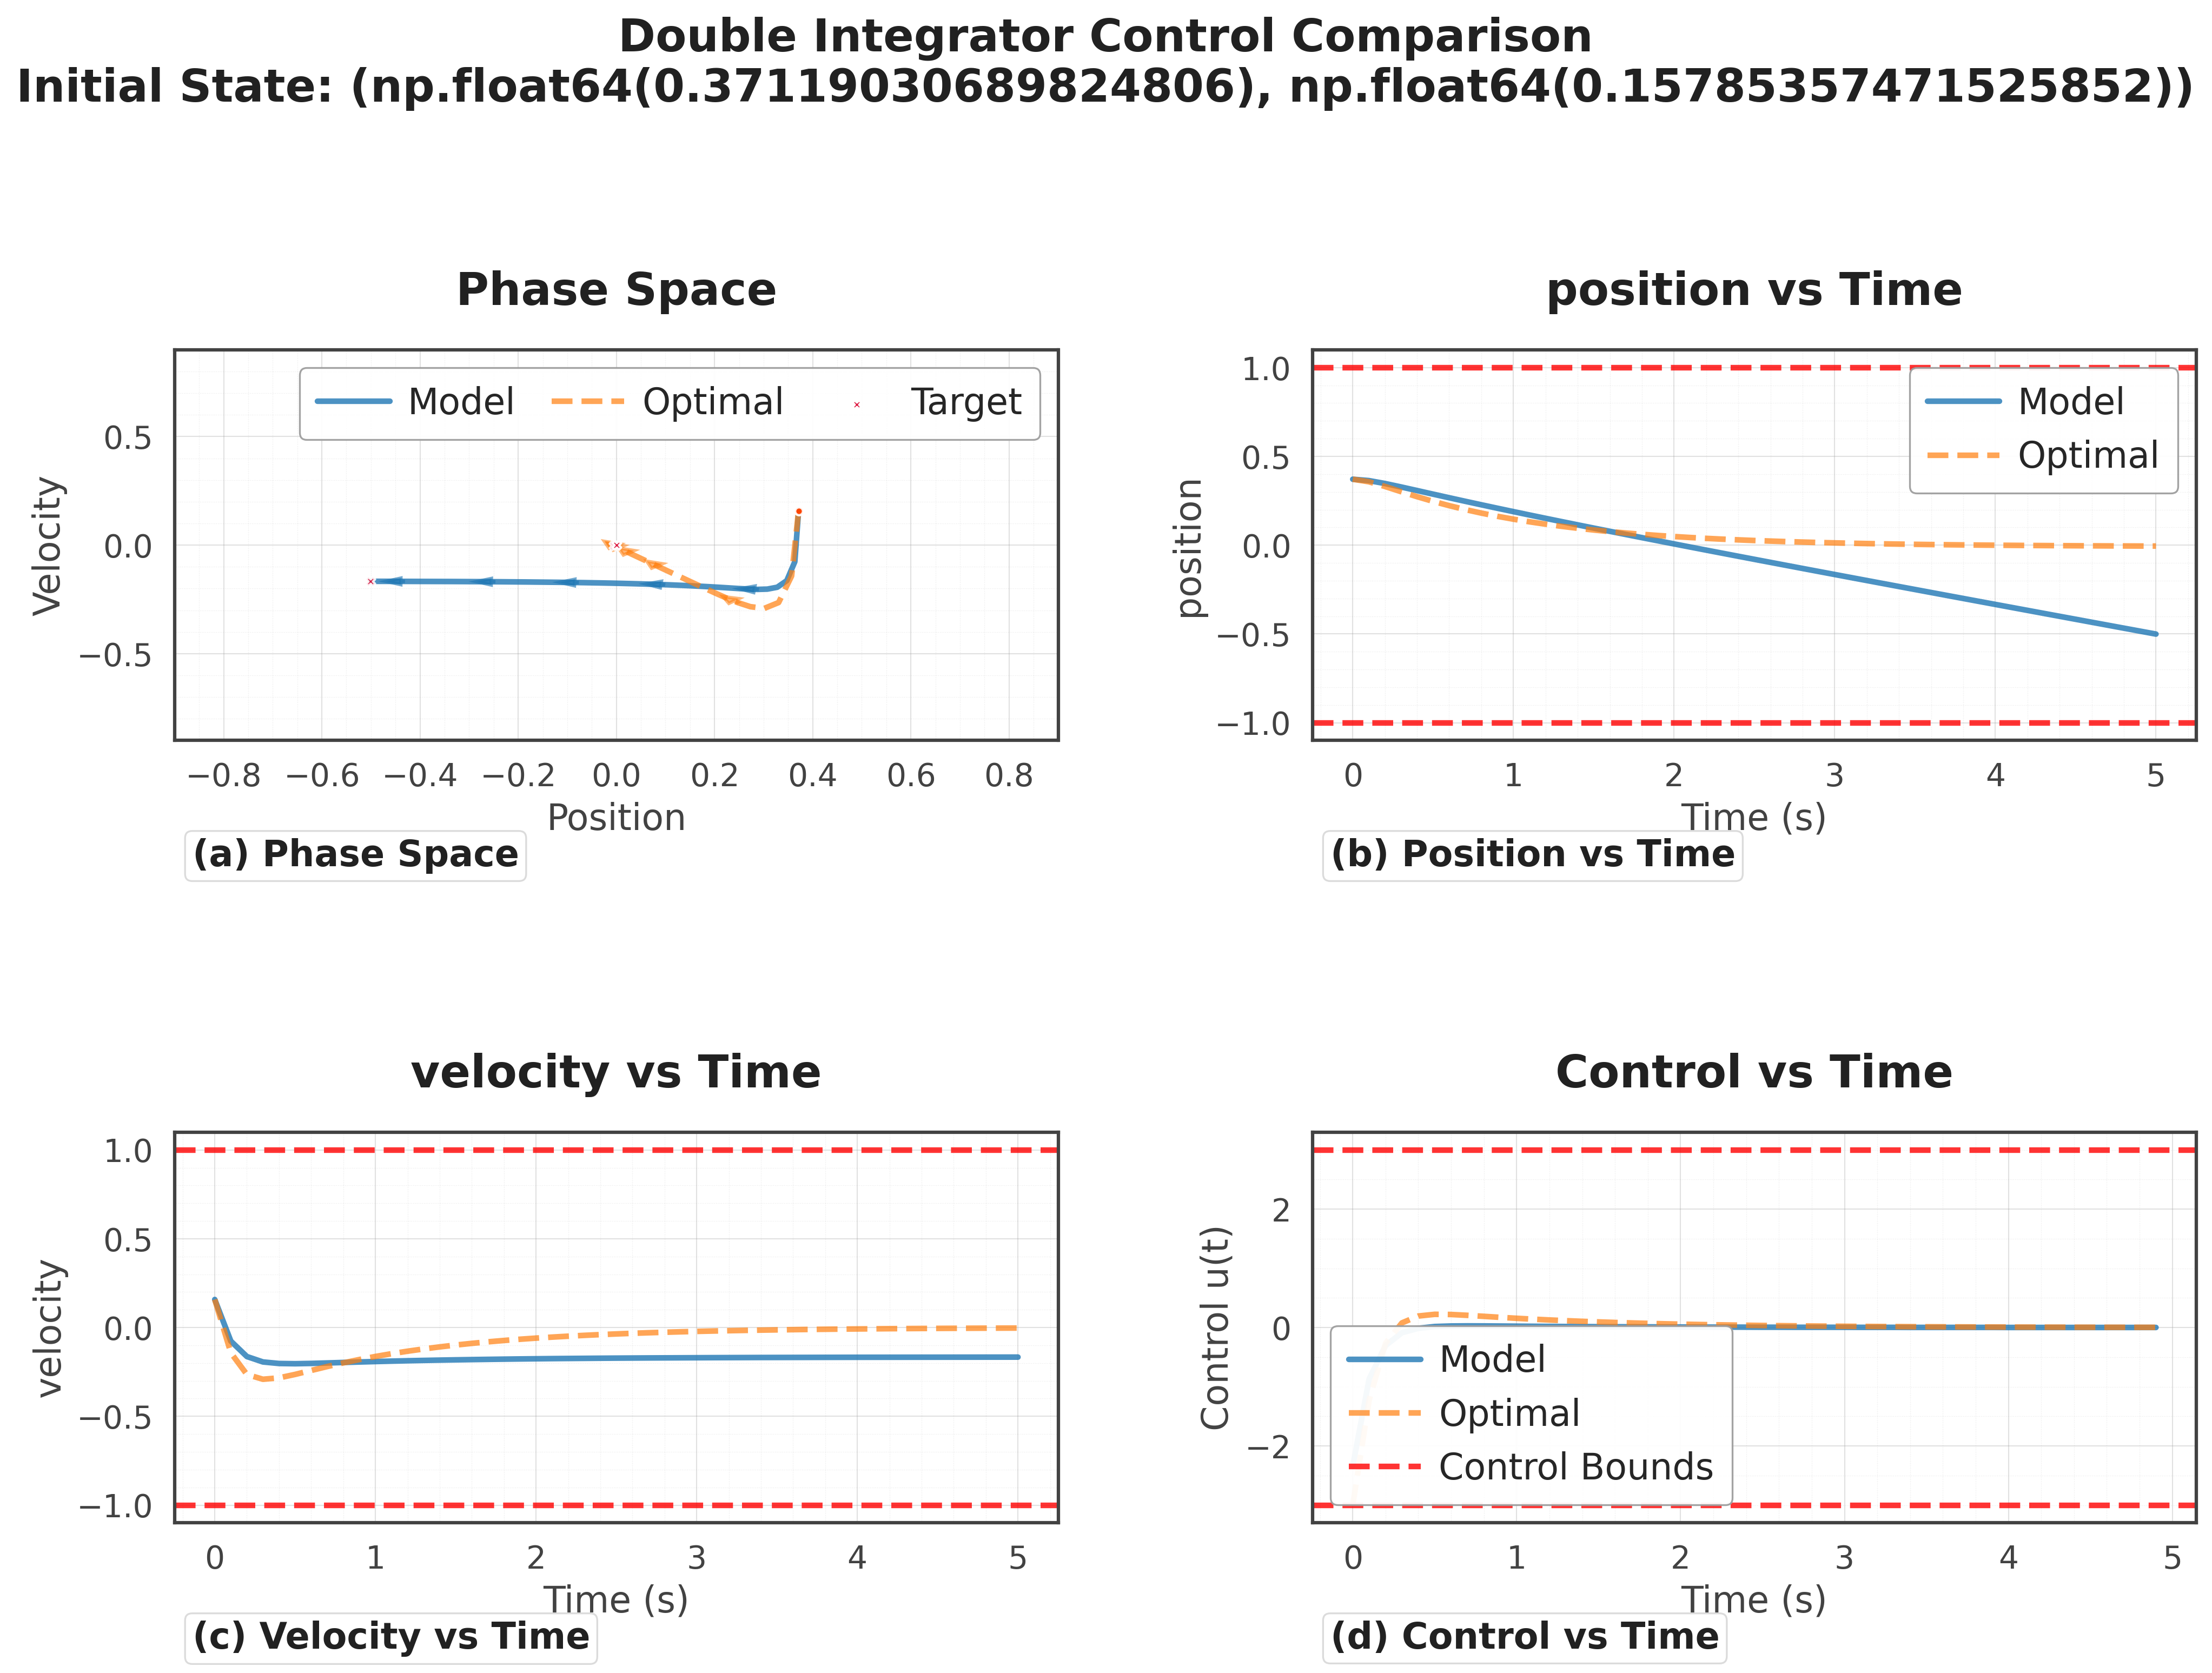 Double Integrator Control Comparison
Initial State: (np.float64(0.37119030689824806), np.float64(0.15785357471525852))
Phase Space
Model
Optimal
Target
0.5
0.0
−0.5
Velocity
−0.8
−0.6
−0.4
−0.2
0.0
0.2
0.4
0.6
0.8
Position
(a) Phase Space
position vs Time
Model
Optimal
1.0
0.5
0.0
−0.5
−1.0
position
0
1
2
3
4
5
Time (s)
(b) Position vs Time
velocity vs Time
1.0
0.5
0.0
−0.5
−1.0
velocity
0
1
2
3
4
5
Time (s)
(c) Velocity vs Time
Control vs Time
2
0
−2
Control u(t)
Model
Optimal
Control Bounds
0
1
2
3
4
5
Time (s)
(d) Control vs Time